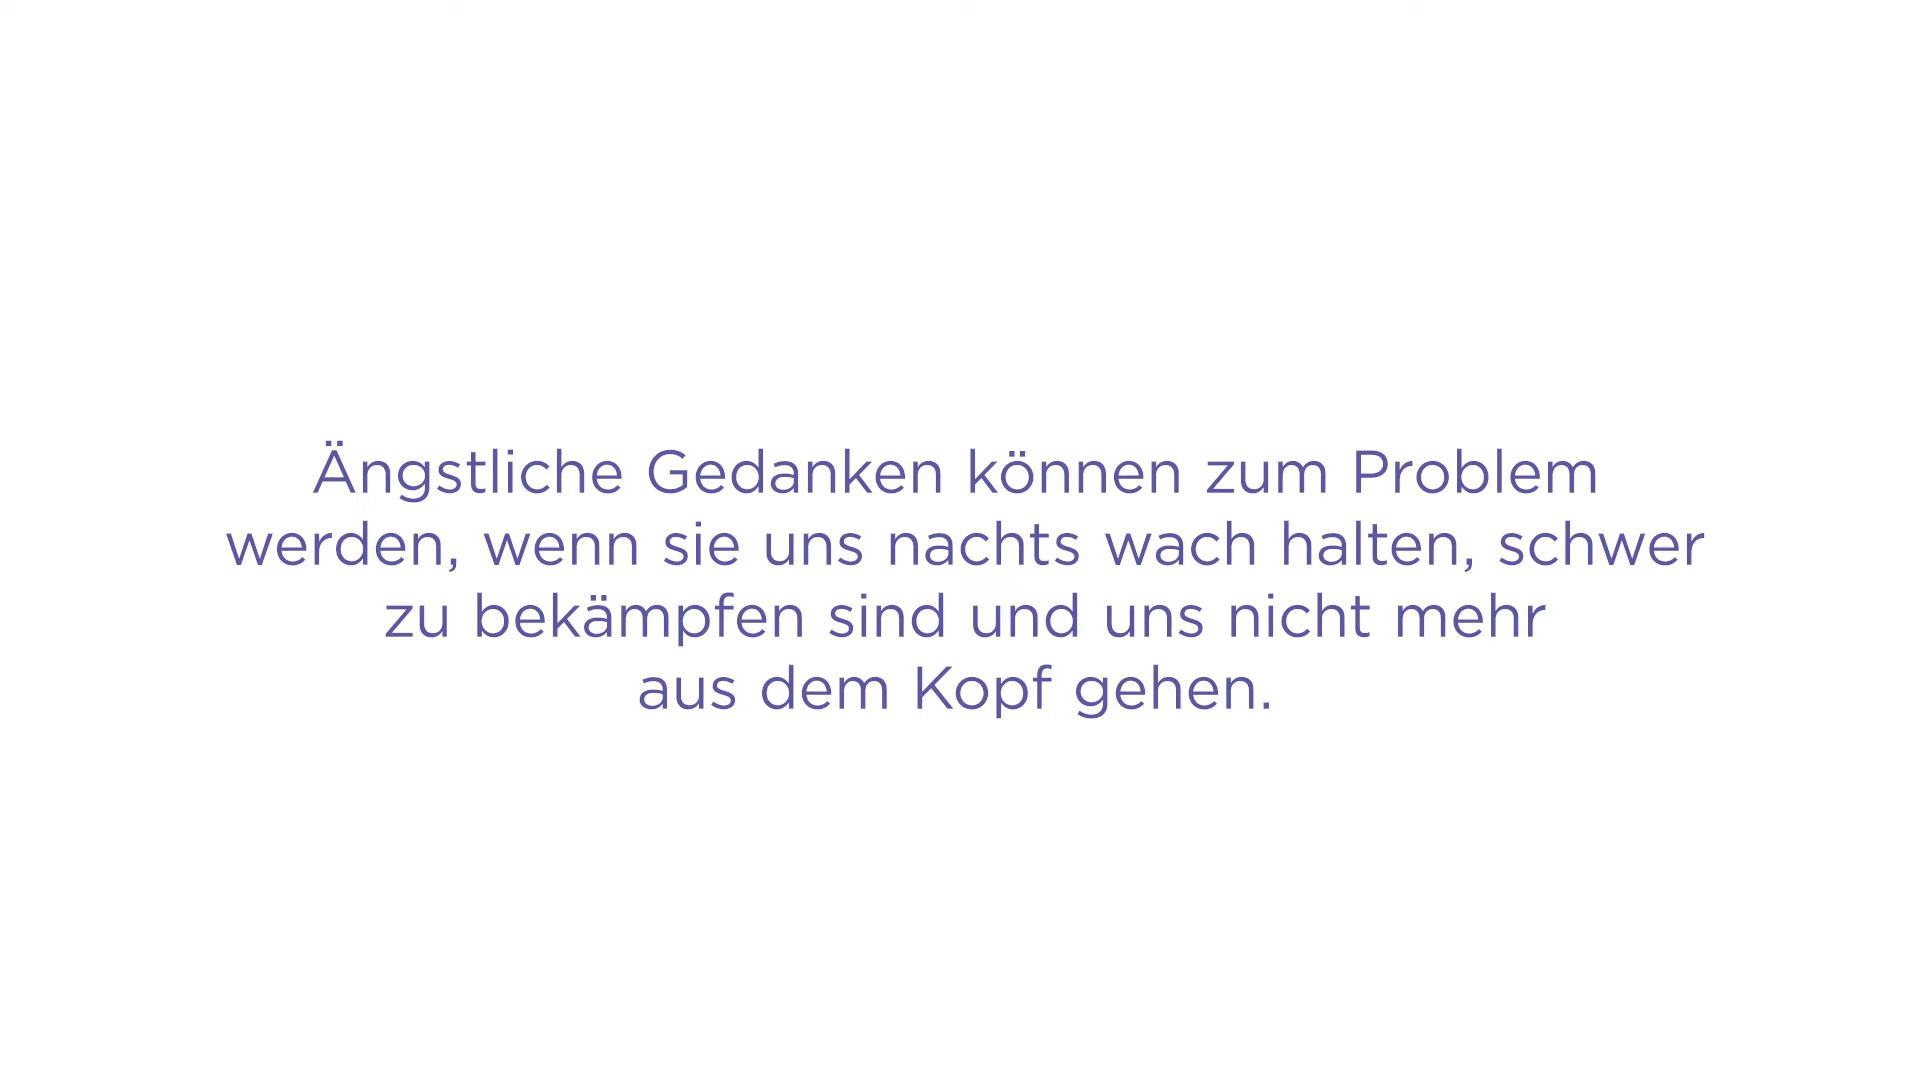 Ängstliche Gedanken können zum Problem
werden, wenn sie uns nachts wach halten, schwer
zu bekämpfen sind und uns nicht mehr
aus dem Kopf gehen.